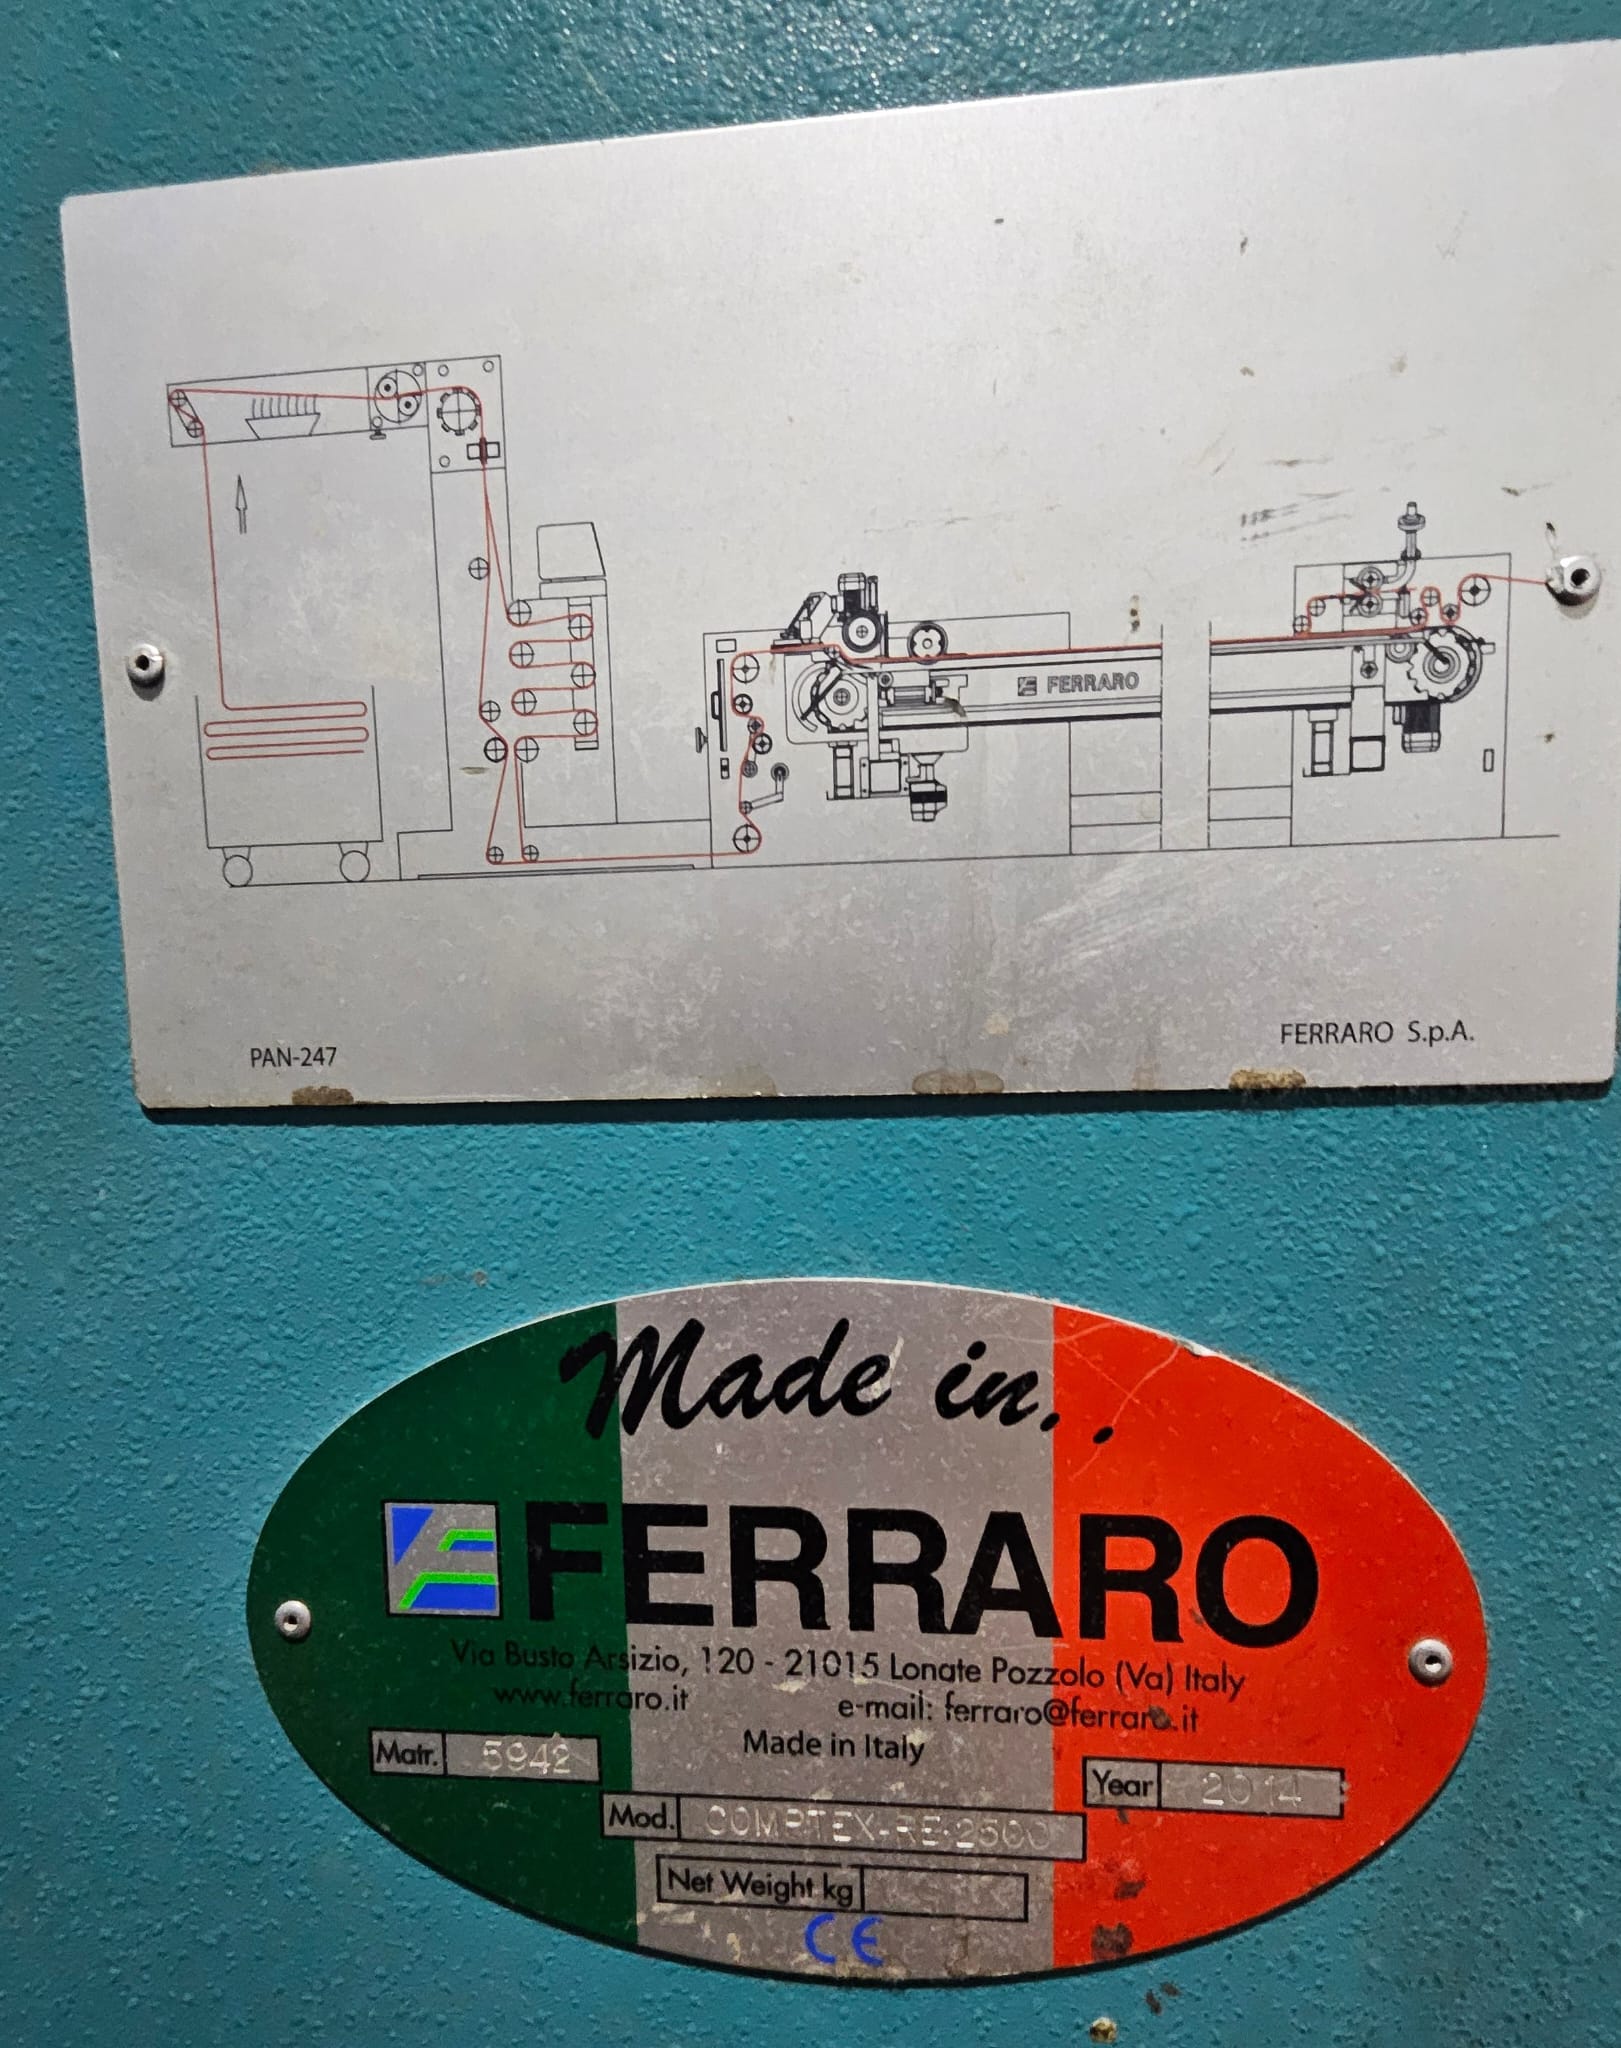 FERRARO
PAN-247
FERRARO S.p.A.
Made in..
FERRARO
Via Busto Arsizio, 120 - 21015 Lonate Pozzolo (Va) Italy
www.ferraro.it e-mail: ferraro@ferraro.it
Made in Italy
Matr. 5942
Year 2014
Mod. COMPTEX-RE-2500
Net Weight kg
CE